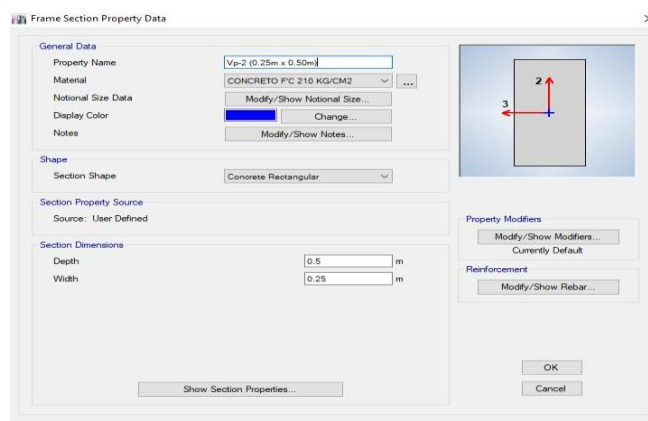 Frame Section Property Data
General Data
Property Name Vp-2 (0.25m x 0.50m)
Material CONCRETO F'C 210 KG/CM2 ...
Notional Size Data Modify/Show Notional Size...
Display Color Change...
Notes Modify/Show Notes...
2
3
Shape
Section Shape Concrete Rectangular
Section Property Source
Source: User Defined
Section Dimensions
Depth 0.5 m
Width 0.25 m
Show Section Properties...
Property Modifiers
Modify/Show Modifiers...
Currently Default
Reinforcement
Modify/Show Rebar...
OK
Cancel